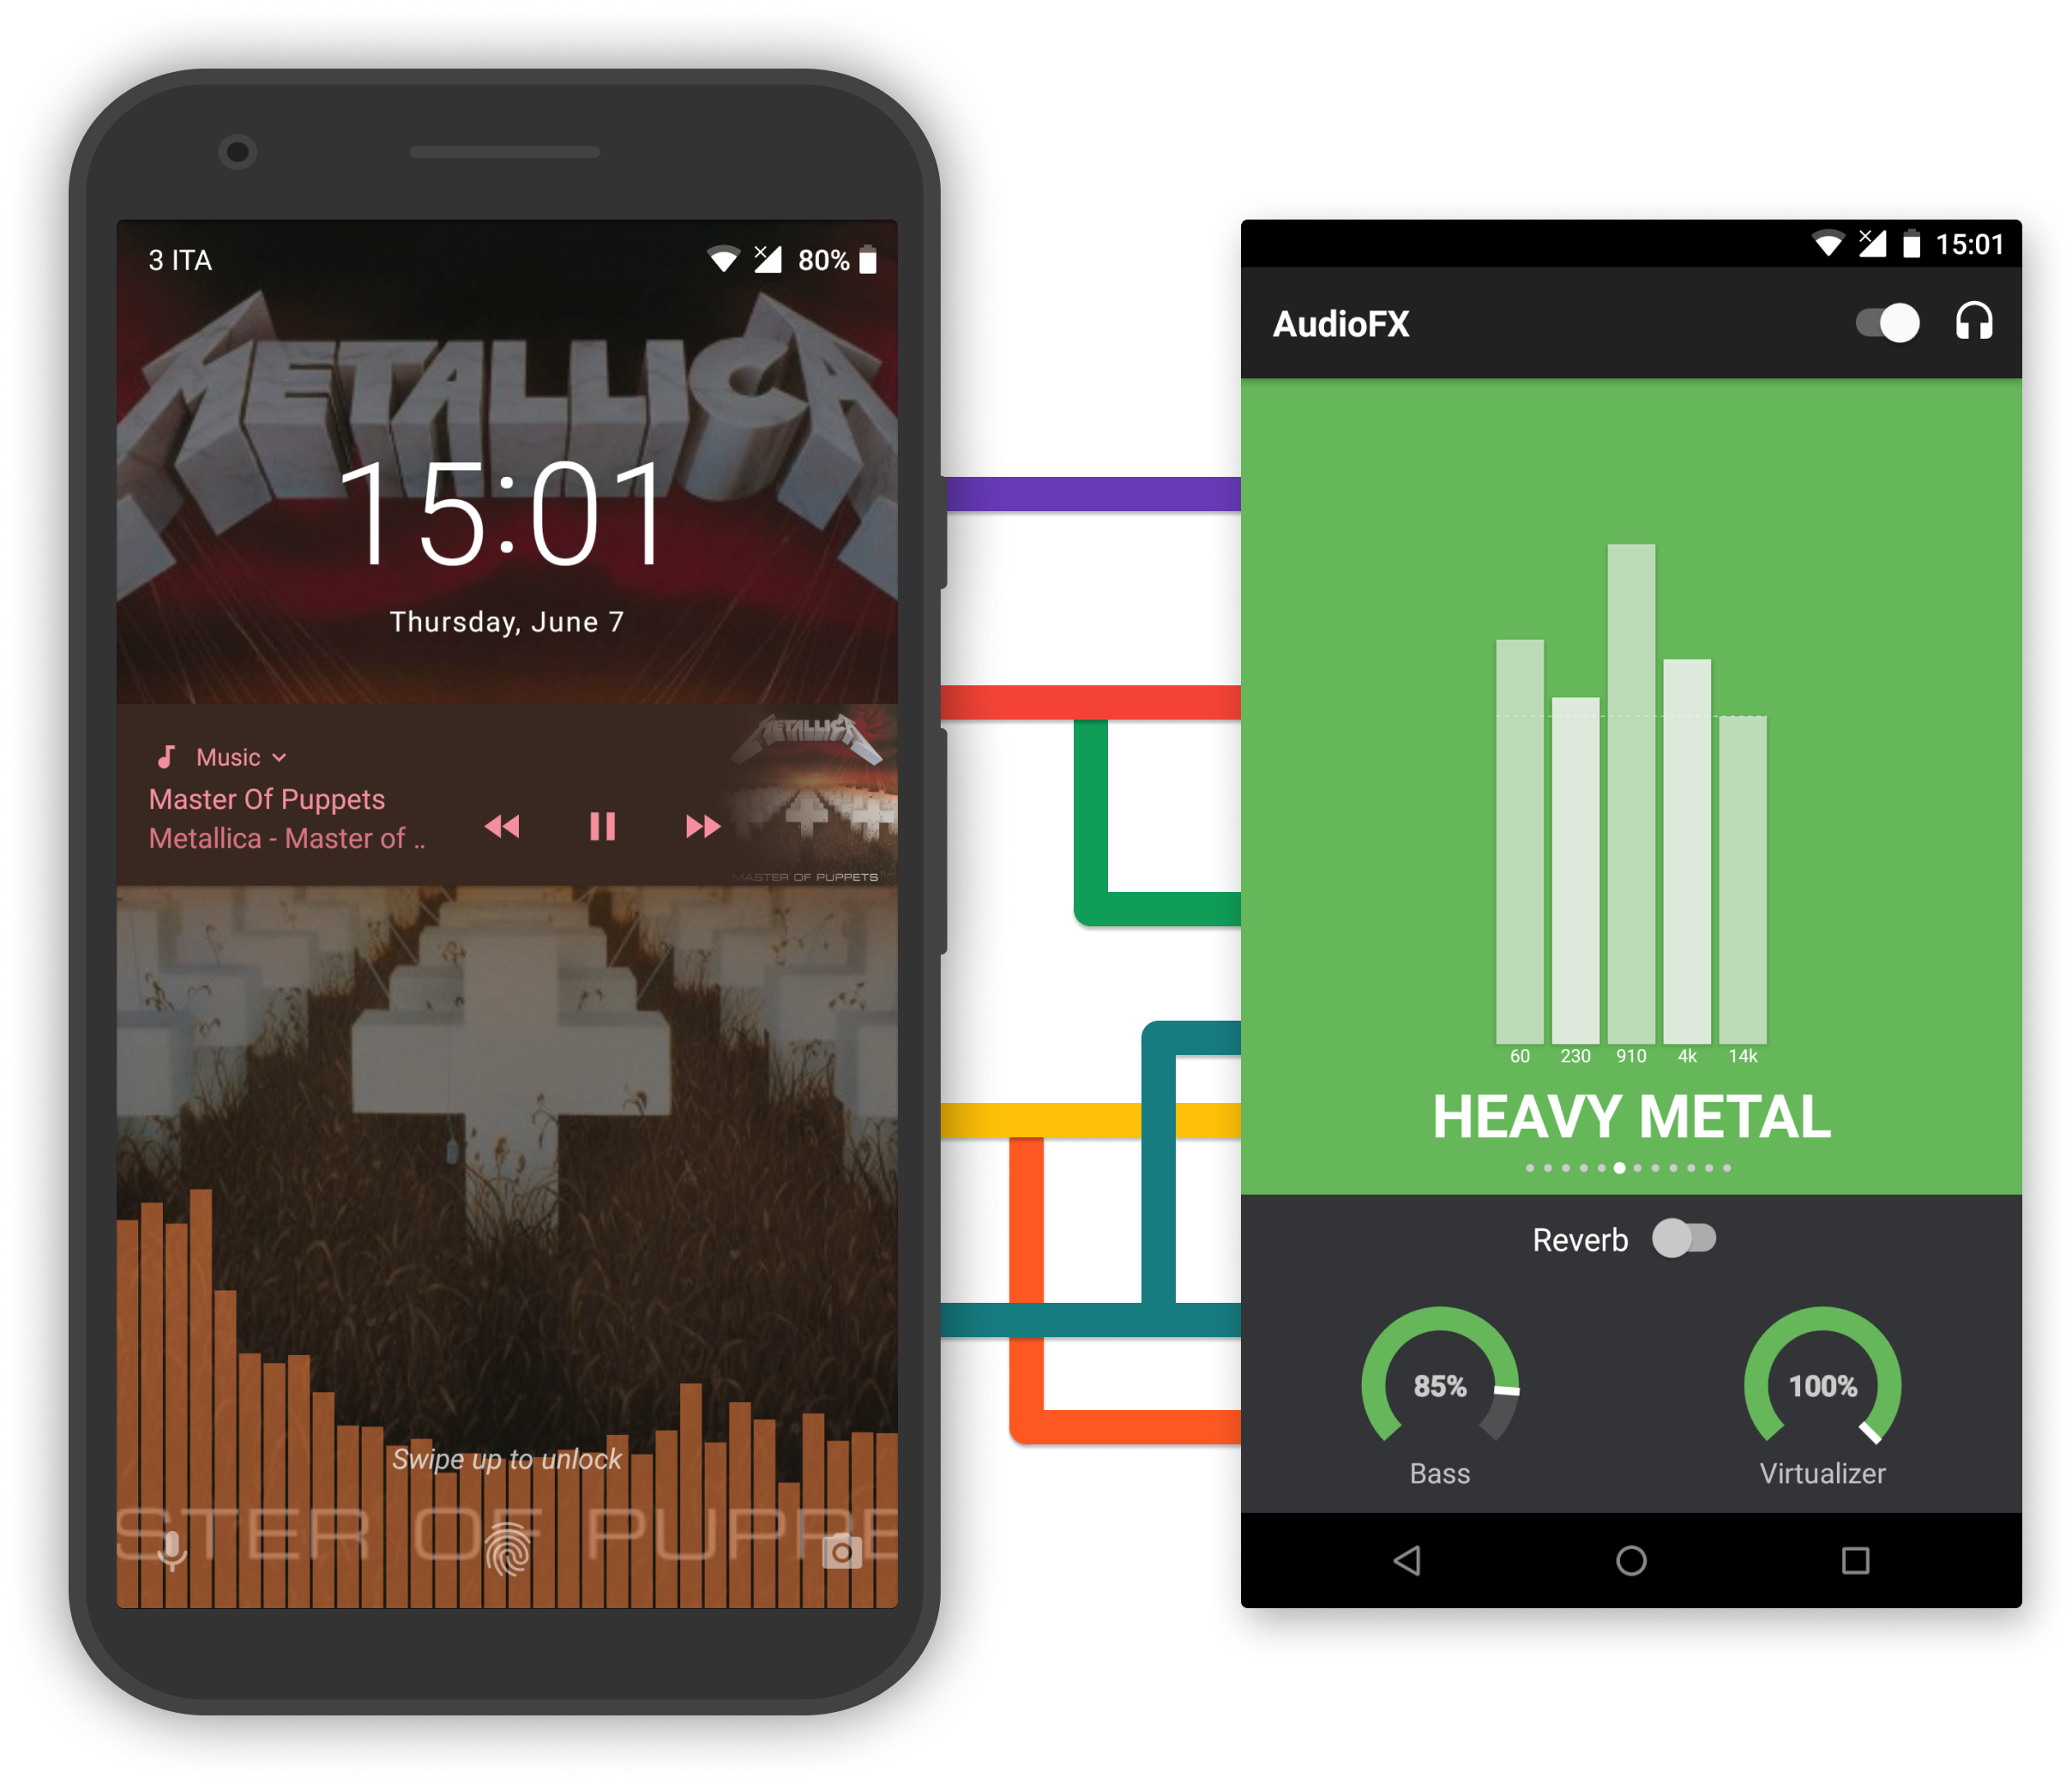 3 ITA
80%
METALLICA
15:01
Thursday, June 7
Music
Master Of Puppets
Metallica - Master of ..
METALLICA
MASTER OF PUPPETS
Swipe up to unlock
STER OF PUPPE
15:01
AudioFX
60 230 910 4k 14k
HEAVY METAL
Reverb
85% 100%
Bass Virtualizer